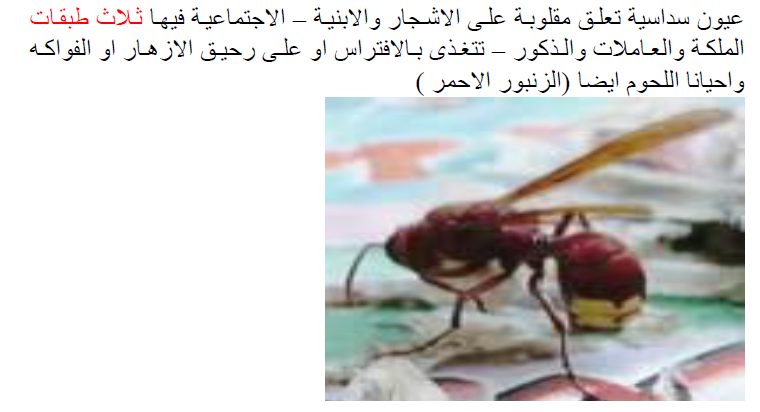 عيون سداسية تعلق مقلوبة على الاشجار والابنية – الاجتماعية فيها ثلاث طبقات
الملكة والعاملات والذكور – تتغذى بالافتراس او على رحيق الازهار او الفواكه
واحيانا اللحوم ايضا (الزنبور الاحمر )